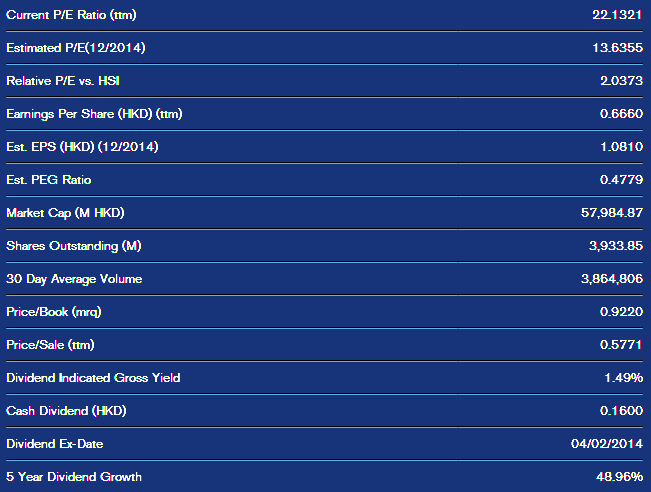 Current P/E Ratio (ttm) 22.1321
Estimated P/E(12/2014) 13.6355
Relative P/E vs. HSI 2.0373
Earnings Per Share (HKD) (ttm) 0.6660
Est. EPS (HKD) (12/2014) 1.0810
Est. PEG Ratio 0.4779
Market Cap (M HKD) 57,984.87
Shares Outstanding (M) 3,933.85
30 Day Average Volume 3,864,806
Price/Book (mrq) 0.9220
Price/Sale (ttm) 0.5771
Dividend Indicated Gross Yield 1.49%
Cash Dividend (HKD) 0.1600
Dividend Ex-Date 04/02/2014
5 Year Dividend Growth 48.96%